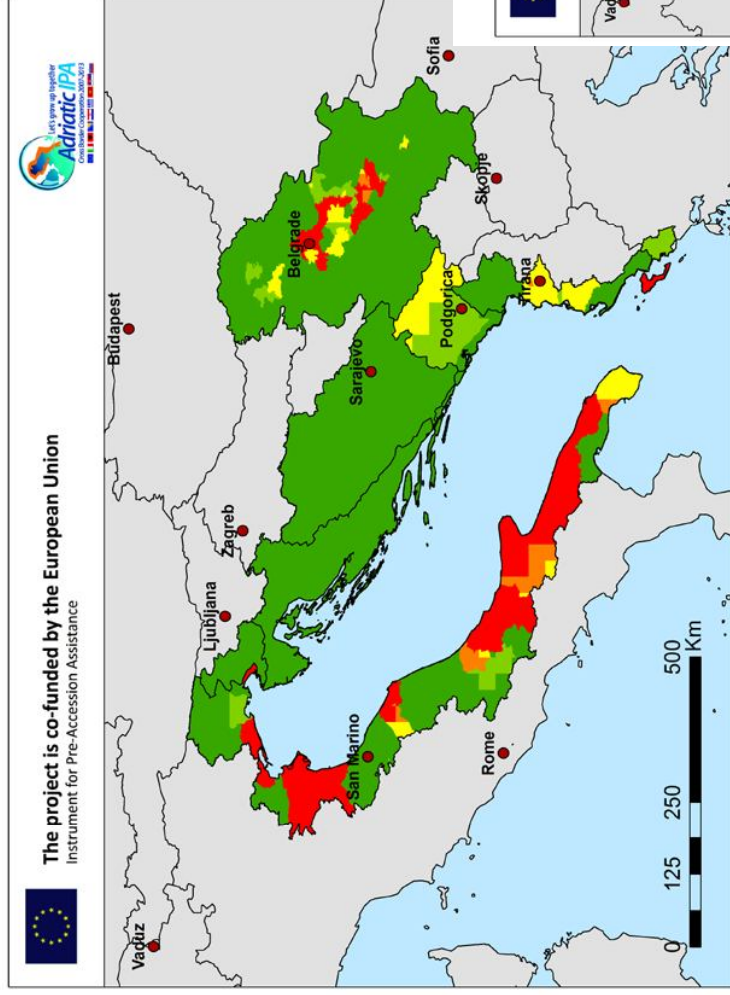 The project is co-funded by the European Union
Instrument for Pre-Accession Assistance
Let's grow up together
Adriatic IPA
Cross Border Cooperation 2007-2013
Vaduz
Ljubljana
Zagreb
Budapest
Belgrade
Sarajevo
San Marino
Podgorica
Sofia
Skopje
Rome
Tirana
0 125 250 500
Km